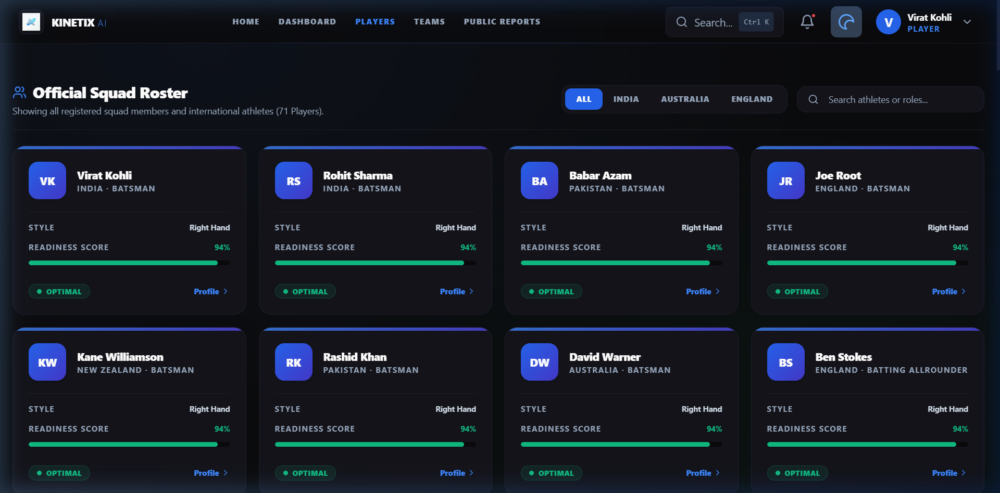 KINETIX AI
HOME DASHBOARD PLAYERS TEAMS PUBLIC REPORTS
Search... Ctrl K
V
Virat Kohli
PLAYER
Official Squad Roster
Showing all registered squad members and international athletes (71 Players).
ALL INDIA AUSTRALIA ENGLAND
Search athletes or roles...
VK
Virat Kohli
INDIA · BATSMAN
STYLE Right Hand
READINESS SCORE 94%
OPTIMAL Profile
RS
Rohit Sharma
INDIA · BATSMAN
STYLE Right Hand
READINESS SCORE 94%
OPTIMAL Profile
BA
Babar Azam
PAKISTAN · BATSMAN
STYLE Right Hand
READINESS SCORE 94%
OPTIMAL Profile
JR
Joe Root
ENGLAND · BATSMAN
STYLE Right Hand
READINESS SCORE 94%
OPTIMAL Profile
KW
Kane Williamson
NEW ZEALAND · BATSMAN
STYLE Right Hand
READINESS SCORE 94%
OPTIMAL Profile
RK
Rashid Khan
PAKISTAN · BATSMAN
STYLE Right Hand
READINESS SCORE 94%
OPTIMAL Profile
DW
David Warner
AUSTRALIA · BATSMAN
STYLE Right Hand
READINESS SCORE 94%
OPTIMAL Profile
BS
Ben Stokes
ENGLAND · BATTING ALLROUNDER
STYLE Right Hand
READINESS SCORE 94%
OPTIMAL Profile